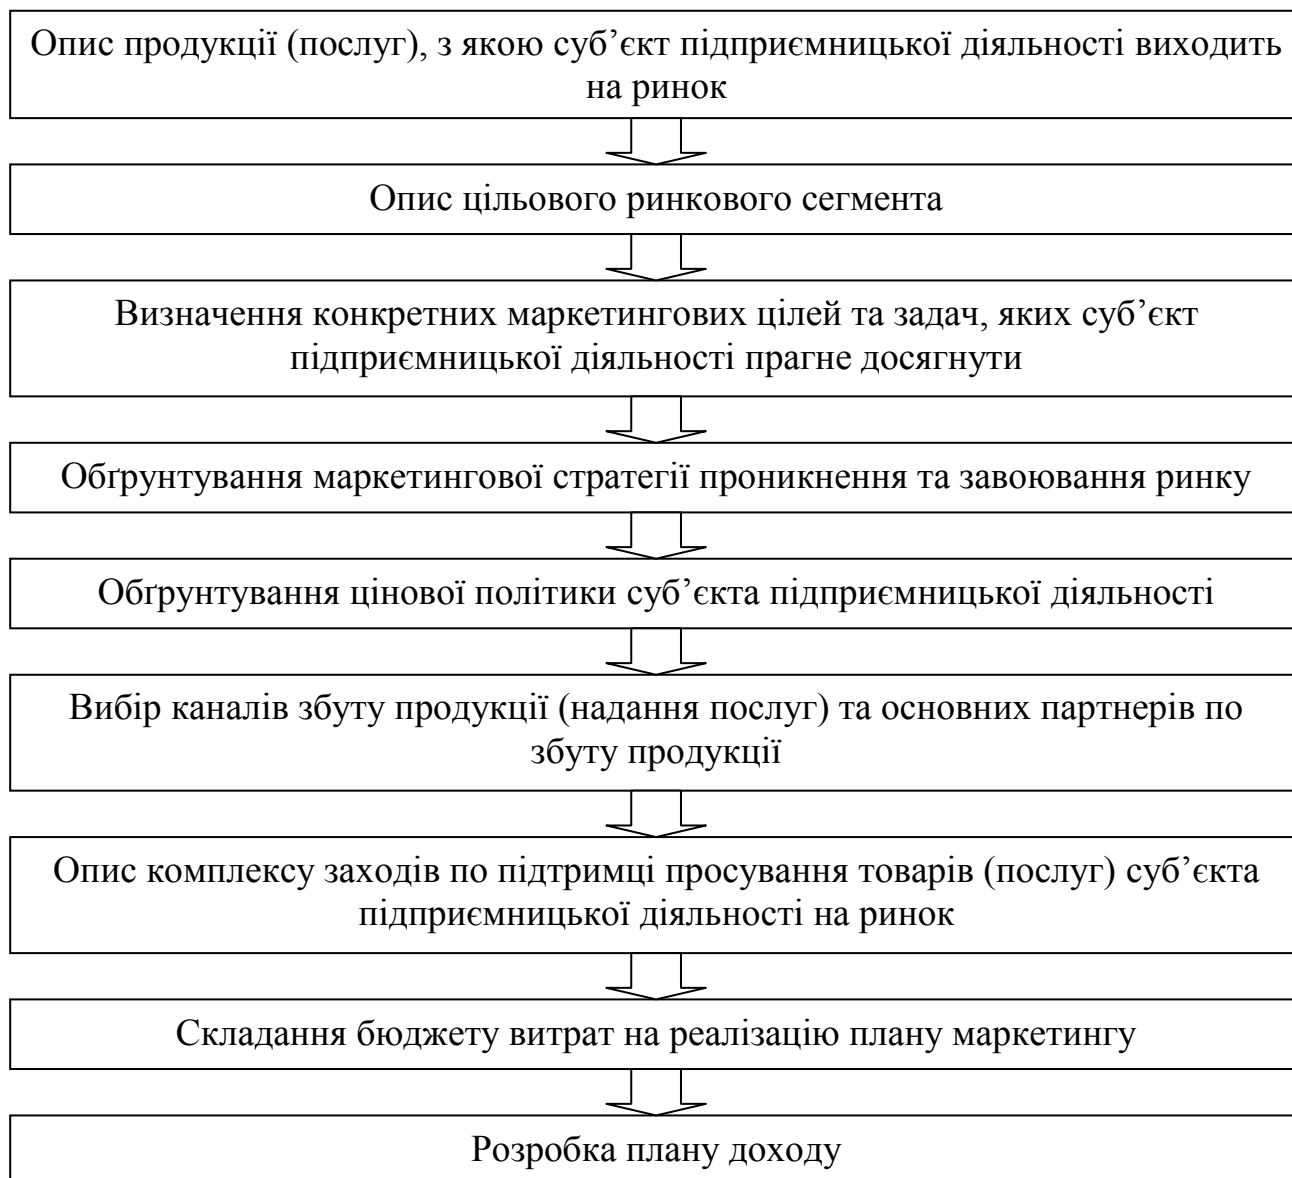 Опис продукції (послуг), з якою суб’єкт підприємницької діяльності виходить
на ринок
Опис цільового ринкового сегмента
Визначення конкретних маркетингових цілей та задач, яких суб’єкт
підприємницької діяльності прагне досягнути
Обґрунтування маркетингової стратегії проникнення та завоювання ринку
Обґрунтування цінової політики суб’єкта підприємницької діяльності
Вибір каналів збуту продукції (надання послуг) та основних партнерів по
збуту продукції
Опис комплексу заходів по підтримці просування товарів (послуг) суб’єкта
підприємницької діяльності на ринок
Складання бюджету витрат на реалізацію плану маркетингу
Розробка плану доходу